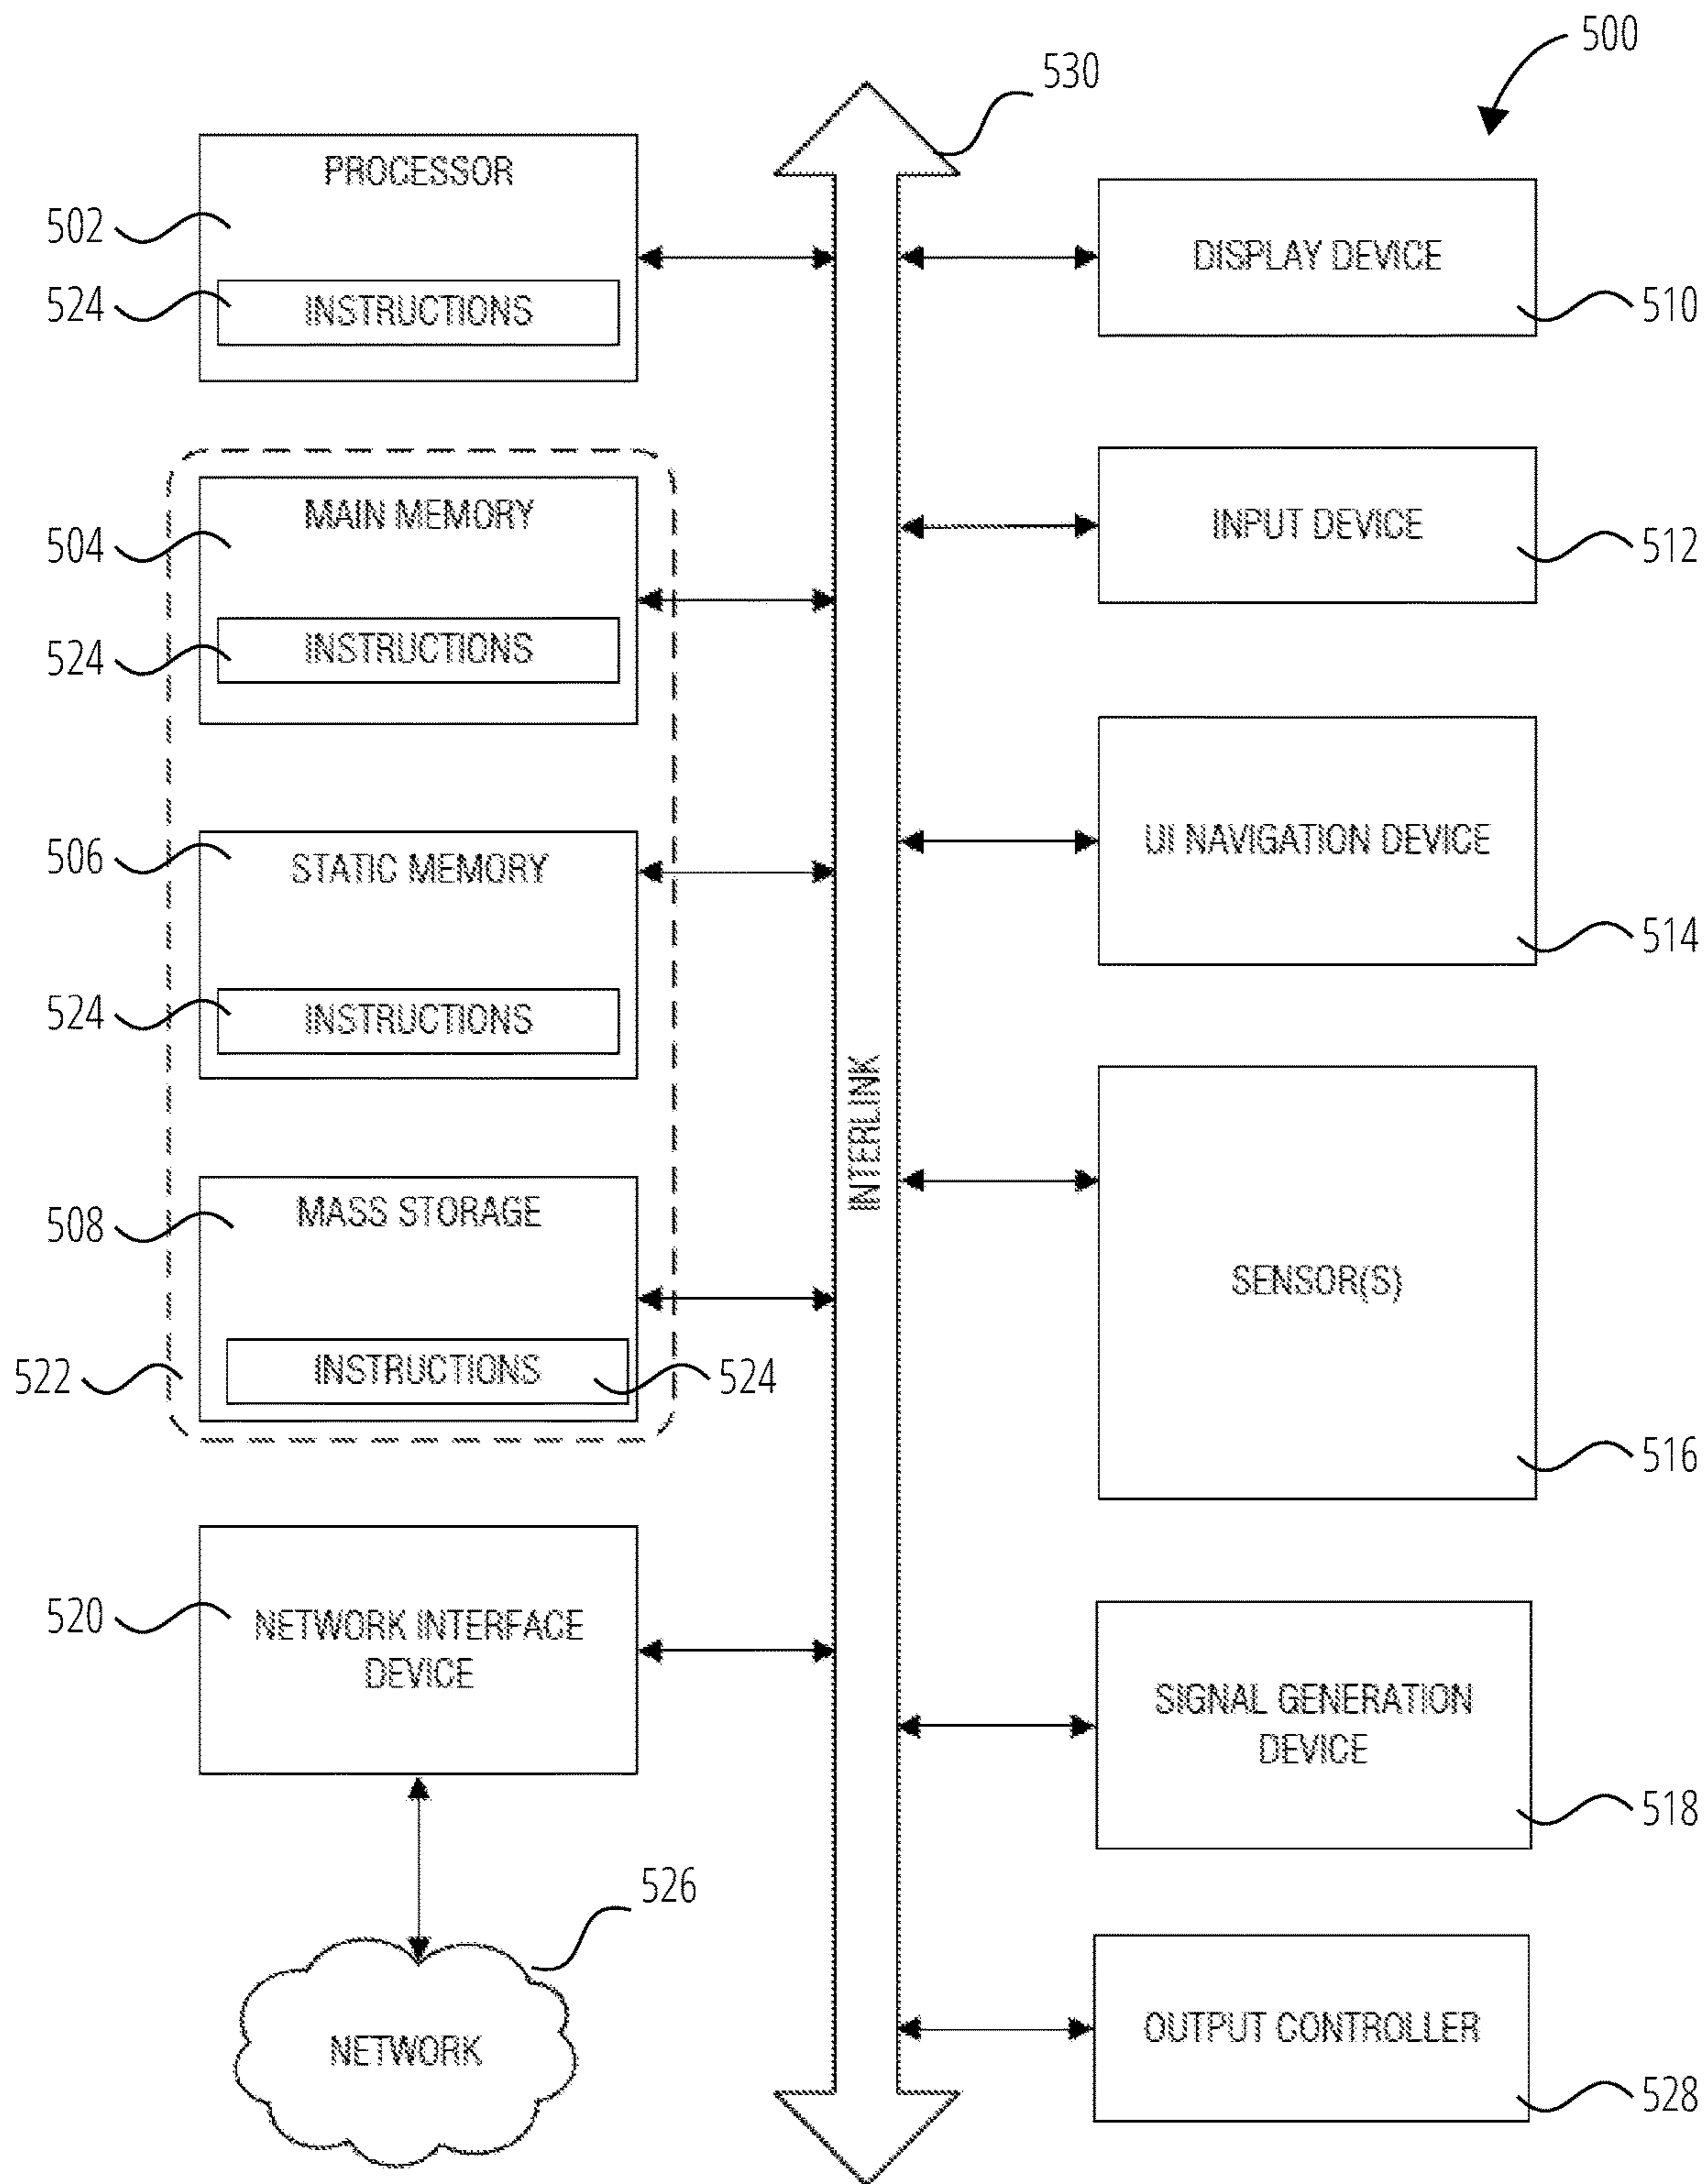 500
530
PROCESSOR
502
524
INSTRUCTIONS
MAIN MEMORY
504
524
INSTRUCTIONS
506
STATIC MEMORY
524
INSTRUCTIONS
508
MASS STORAGE
522
INSTRUCTIONS
524
520
NETWORK INTERFACE
DEVICE
526
NETWORK
INTERLINK
DISPLAY DEVICE
510
INPUT DEVICE
512
UI NAVIGATION DEVICE
514
SENSOR(S)
516
SIGNAL GENERATION
DEVICE
518
OUTPUT CONTROLLER
528